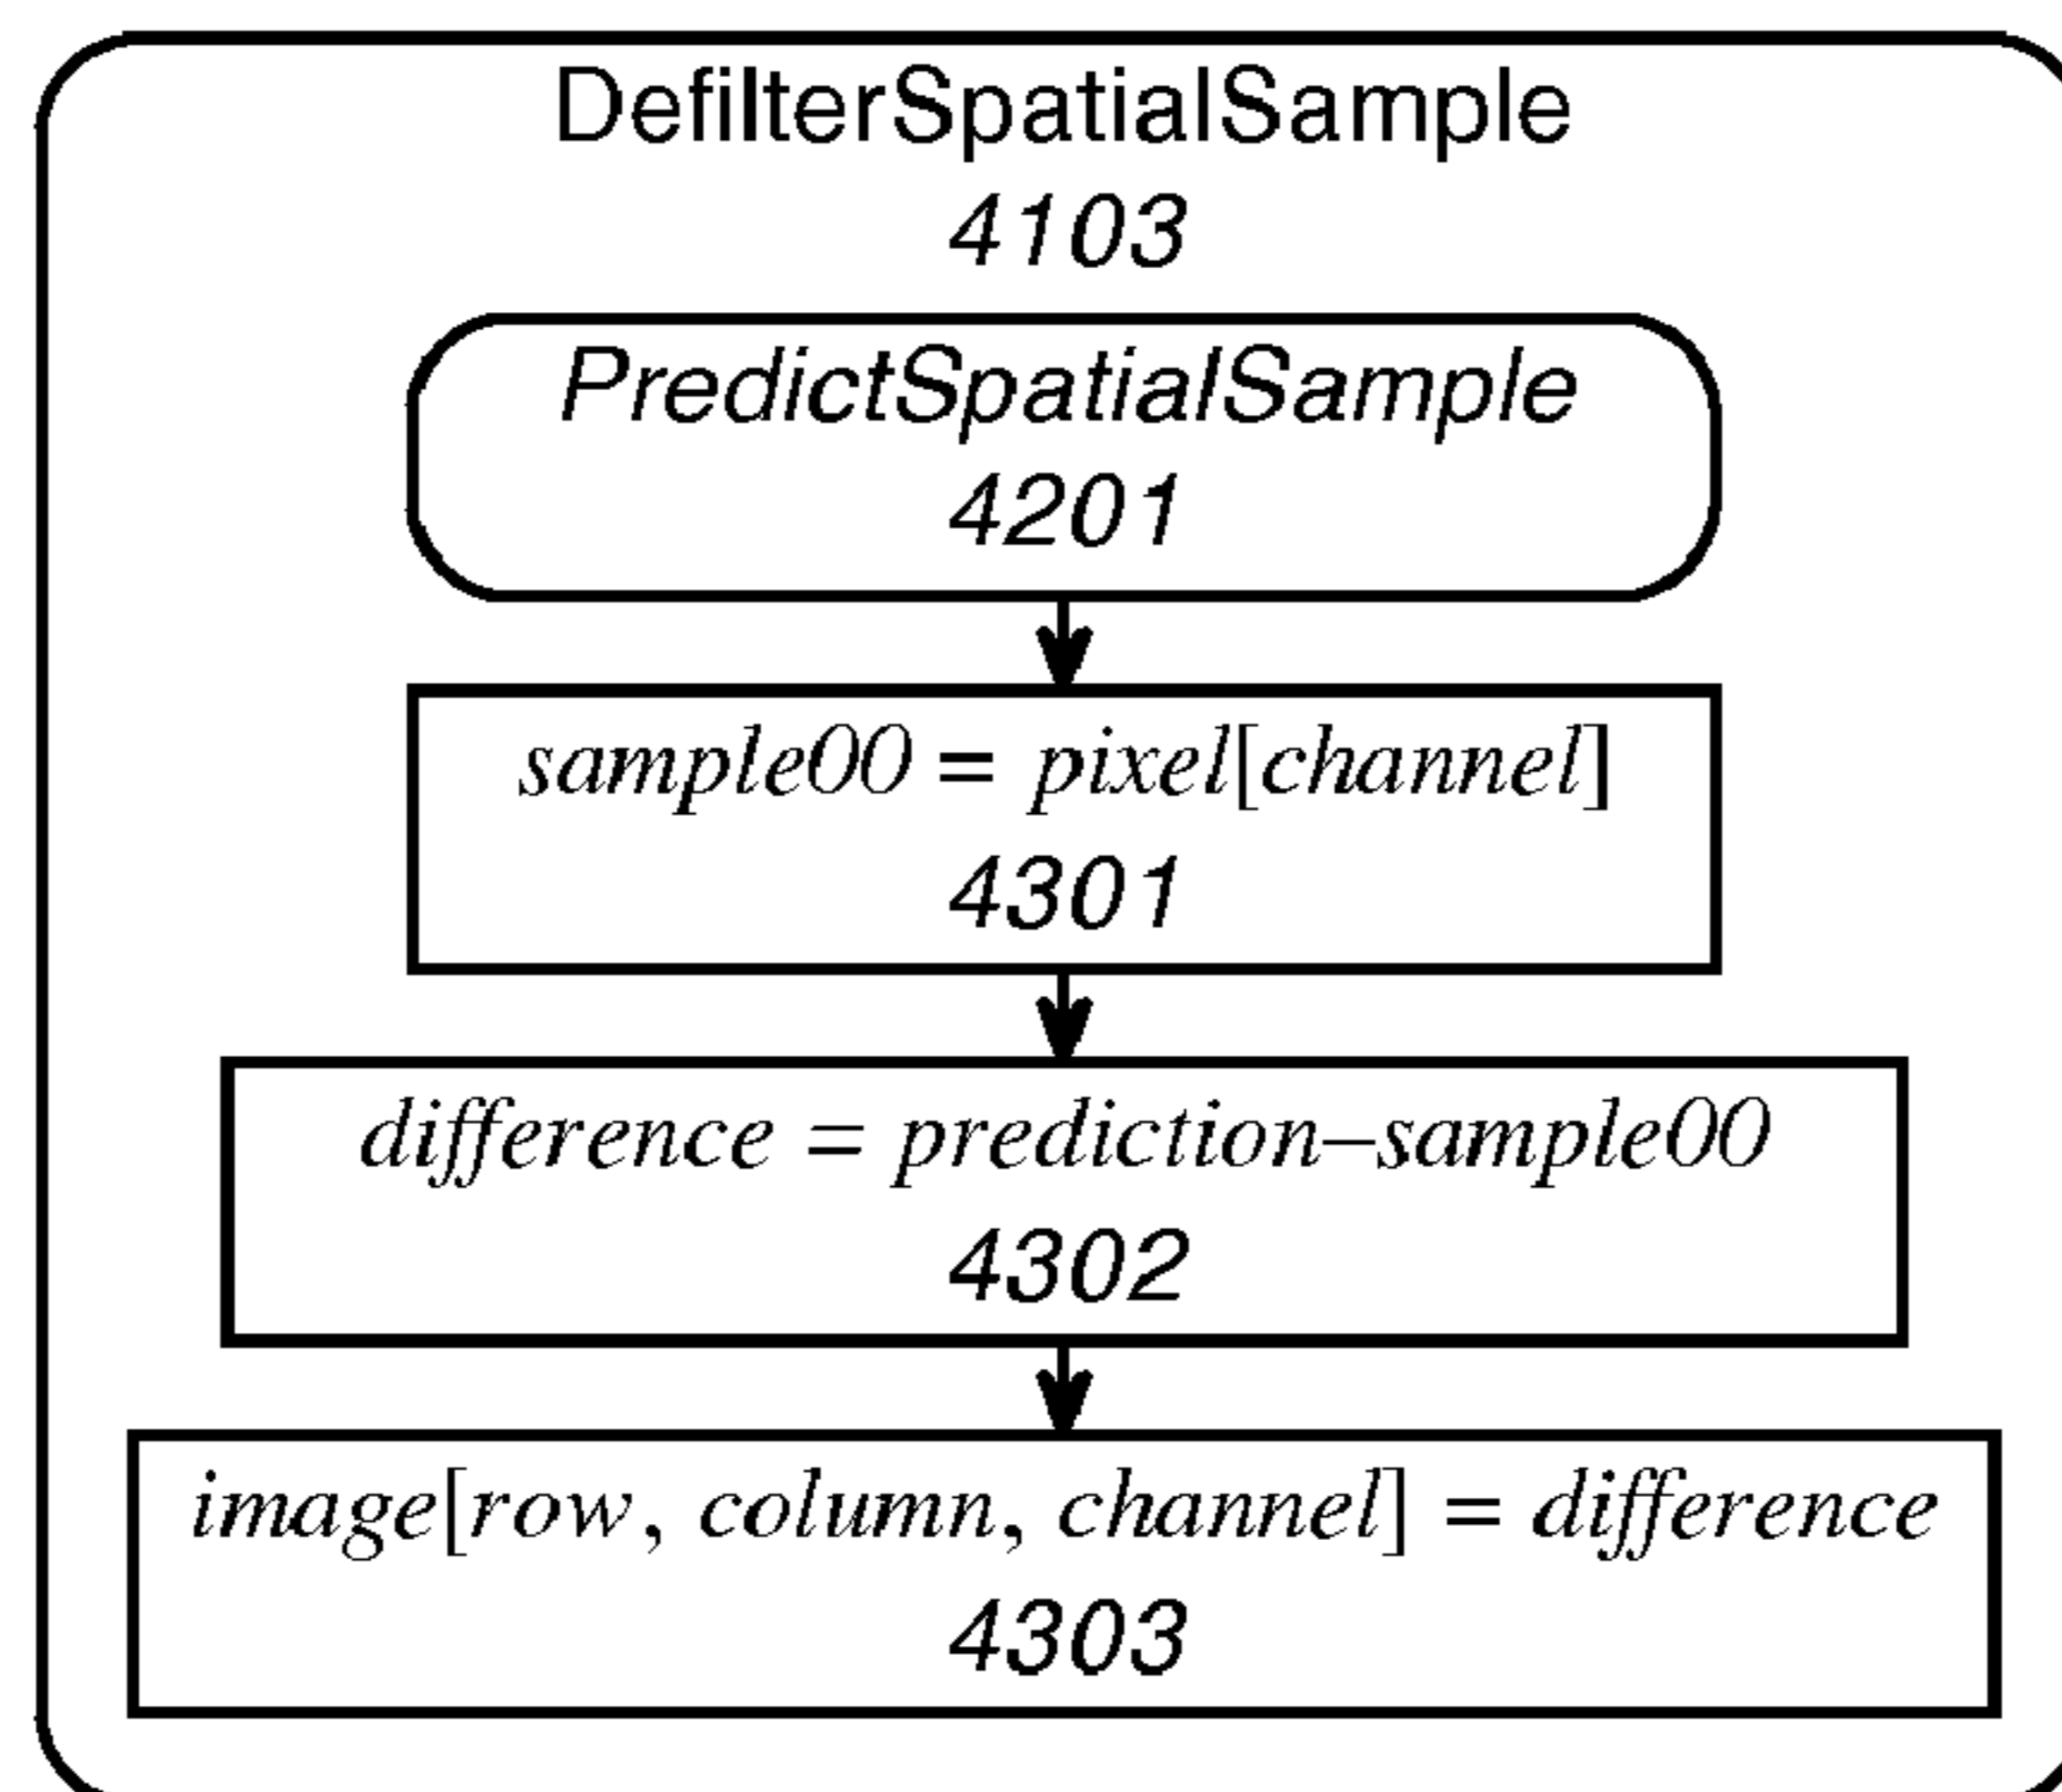 DefilterSpatialSample
4103
PredictSpatialSample
4201
sample00 = pixel[channel]
4301
difference = prediction–sample00
4302
image[row, column, channel] = difference
4303